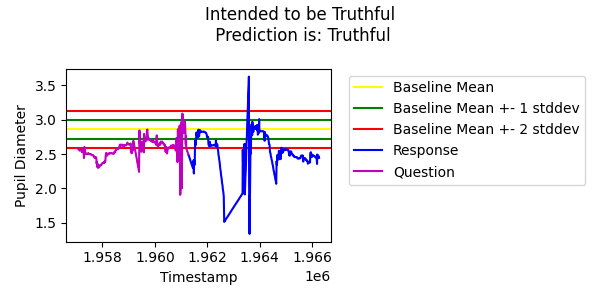 Intended to be Truthful
Prediction is: Truthful
Pupil Diameter
3.5
3.0
2.5
2.0
1.5
1.958
1.960
1.962
1.964
1.966
1e6
Timestamp
Baseline Mean
Baseline Mean +- 1 stddev
Baseline Mean +- 2 stddev
Response
Question